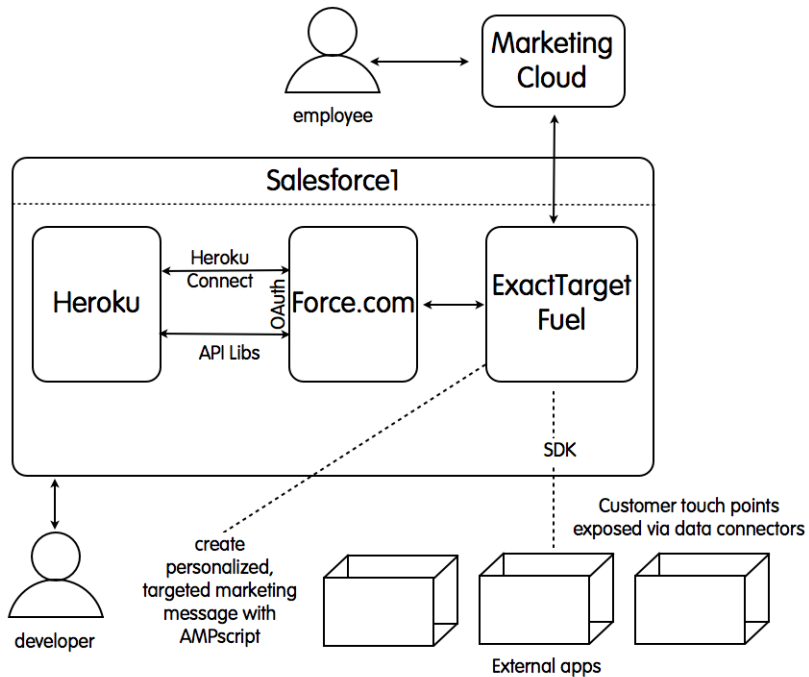 Marketing
Cloud
employee
Salesforce1
Heroku
Heroku
Connect
OAuth
API Libs
Force.com
ExactTarget
Fuel
SDK
Customer touch points
exposed via data connectors
create
personalized,
targeted marketing
message with
AMPscript
developer
External apps